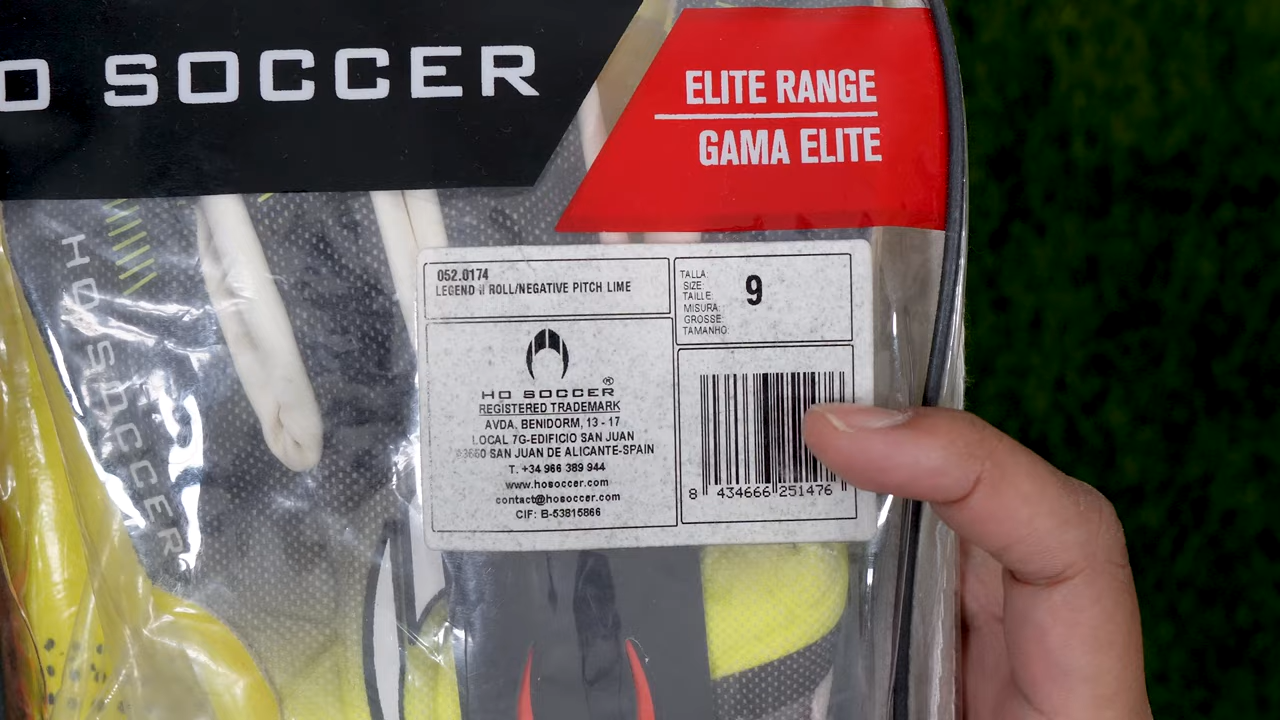 HO SOCCER
ELITE RANGE
GAMA ELITE
HO SOCCER
052.0174
LEGEND II ROLL/NEGATIVE PITCH LIME
TALLA:
SIZE:
TAILLE:
MISURA:
GROSSE:
TAMANHO:
9
HO SOCCER®
REGISTERED TRADEMARK
AVDA, BENIDORM, 13 - 17
LOCAL 7G-EDIFICIO SAN JUAN
SAN JUAN DE ALICANTE-SPAIN
T. +34 966 389 944
www.hosoccer.com
contact@hosoccer.com
CIF: B-53815866
8 434666 251476